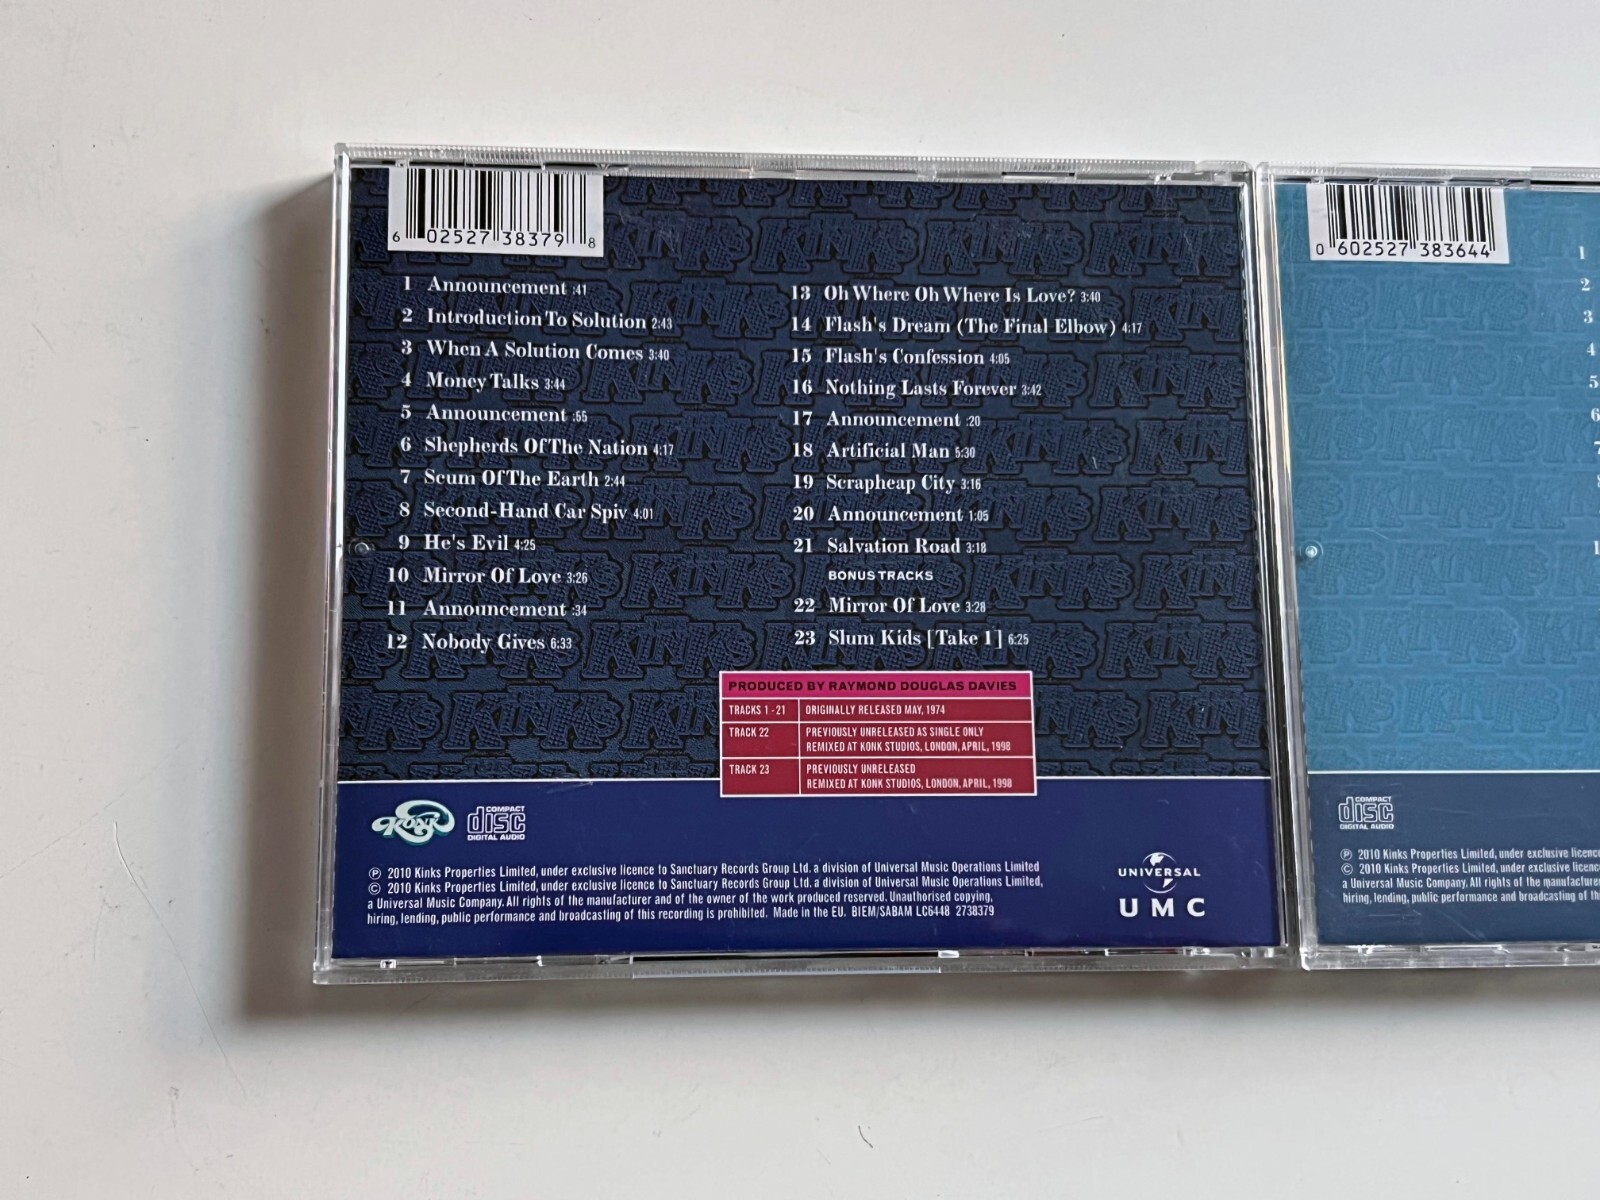 6 02527 38379 8
1 Announcement :41
2 Introduction To Solution 2:43
3 When A Solution Comes 3:40
4 Money Talks 3:44
5 Announcement :55
6 Shepherds Of The Nation 4:17
7 Scum Of The Earth 2:44
8 Second-Hand Car Spiv 4:01
9 He's Evil 4:25
10 Mirror Of Love 3:26
11 Announcement :34
12 Nobody Gives 6:33
13 Oh Where Oh Where Is Love? 3:40
14 Flash's Dream (The Final Elbow) 4:17
15 Flash's Confession 4:05
16 Nothing Lasts Forever 3:42
17 Announcement :20
18 Artificial Man 5:30
19 Scrapheap City 3:16
20 Announcement 1:05
21 Salvation Road 3:18
BONUS TRACKS
22 Mirror Of Love 3:28
23 Slum Kids [Take 1] 6:25
PRODUCED BY RAYMOND DOUGLAS DAVIES
TRACKS 1 - 21 ORIGINALLY RELEASED MAY, 1974
TRACK 22 PREVIOUSLY UNRELEASED AS SINGLE ONLY
REMIXED AT KONK STUDIOS, LONDON, APRIL, 1998
TRACK 23 PREVIOUSLY UNRELEASED
REMIXED AT KONK STUDIOS, LONDON, APRIL, 1998
KONK
COMPACT
disc
DIGITAL AUDIO
℗ 2010 Kinks Properties Limited, under exclusive licence to Sanctuary Records Group Ltd. a division of Universal Music Operations Limited
© 2010 Kinks Properties Limited, under exclusive licence to Sanctuary Records Group Ltd. a division of Universal Music Operations Limited,
a Universal Music Company. All rights of the manufacturer and of the owner of the work produced reserved. Unauthorised copying,
hiring, lending, public performance and broadcasting of this recording is prohibited. Made in the EU. BIEM/SABAM LC6448 2738379
UNIVERSAL
UMC
0 602527 383644
1
2
3
4
5
6
7
COMPACT
disc
DIGITAL AUDIO
℗ 2010 Kinks Properties Limited, under exclusive licence
© 2010 Kinks Properties Limited, under exclusive licence
a Universal Music Company. All rights of the manufacturer
hiring, lending, public performance and broadcasting of